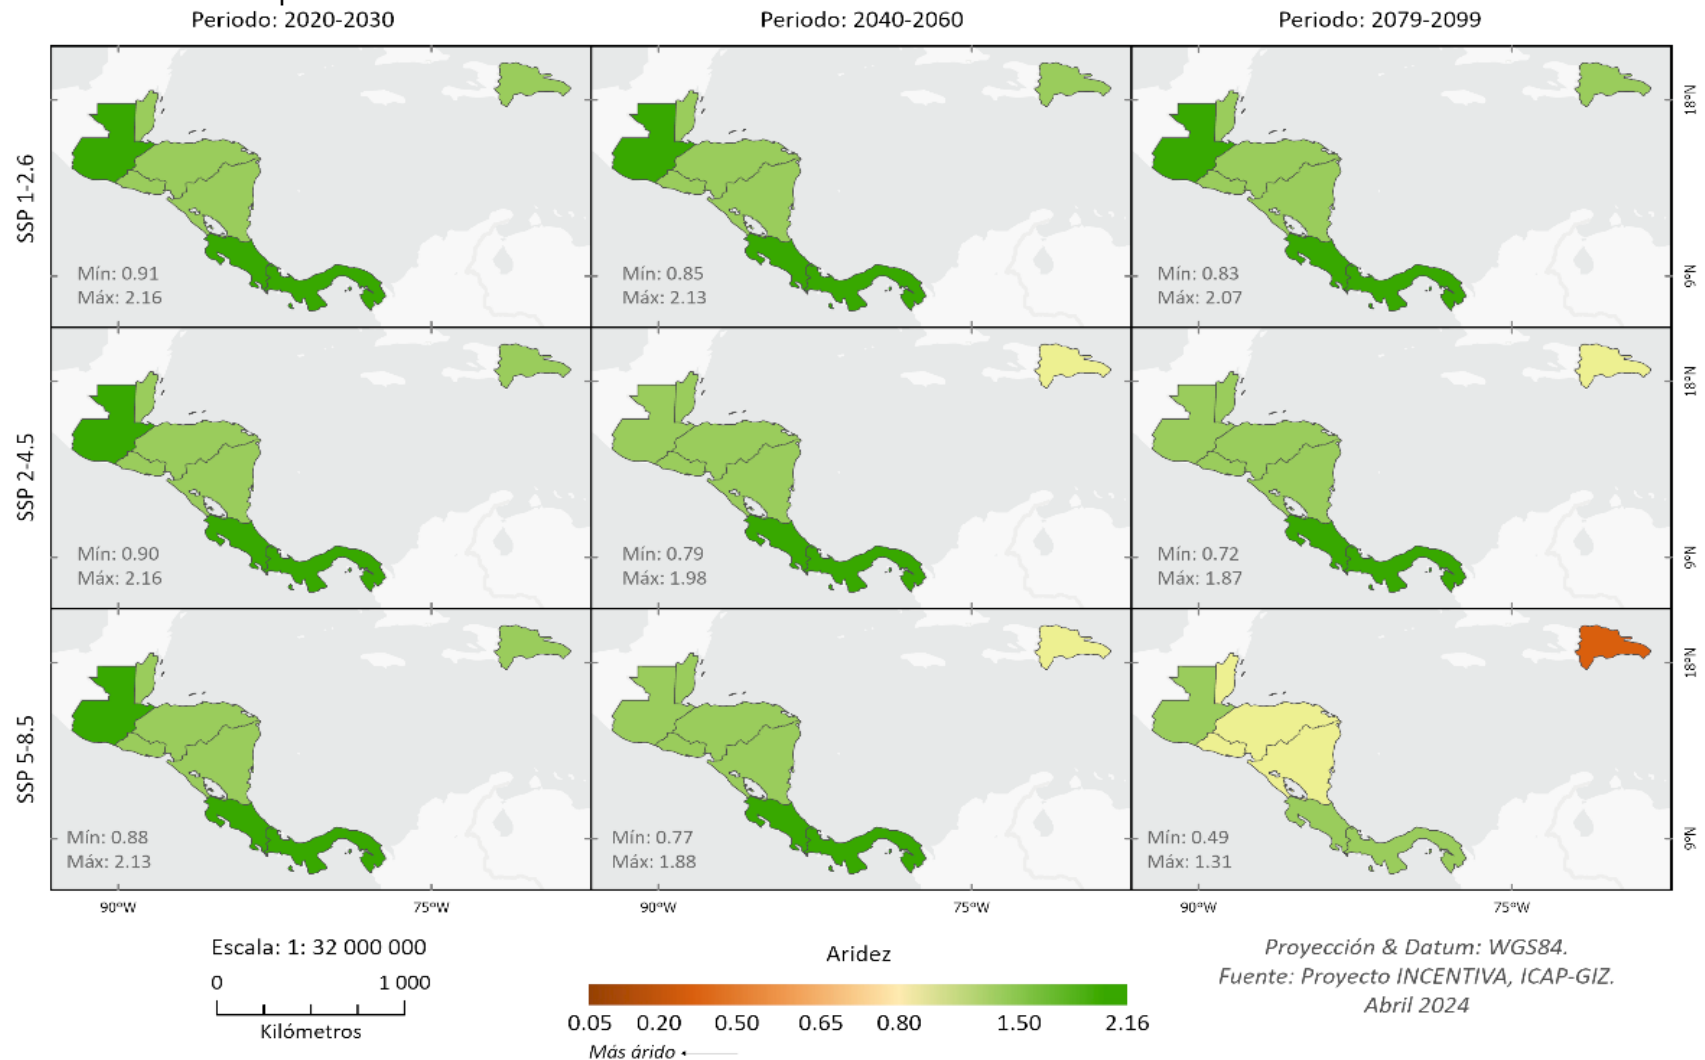 Periodo: 2020-2030
Periodo: 2040-2060
Periodo: 2079-2099
SSP 1-2.6
Mín: 0.91
Máx: 2.16
Mín: 0.85
Máx: 2.13
Mín: 0.83
Máx: 2.07
18°N
9°N
SSP 2-4.5
Mín: 0.90
Máx: 2.16
Mín: 0.79
Máx: 1.98
Mín: 0.72
Máx: 1.87
18°N
9°N
SSP 5-8.5
Mín: 0.88
Máx: 2.13
Mín: 0.77
Máx: 1.88
Mín: 0.49
Máx: 1.31
18°N
9°N
90°W
75°W
90°W
75°W
90°W
75°W
Escala: 1: 32 000 000
0 1 000
Kilómetros
Aridez
0.05 0.20 0.50 0.65 0.80 1.50 2.16
Más árido
Proyección & Datum: WGS84.
Fuente: Proyecto INCENTIVA, ICAP-GIZ.
Abril 2024